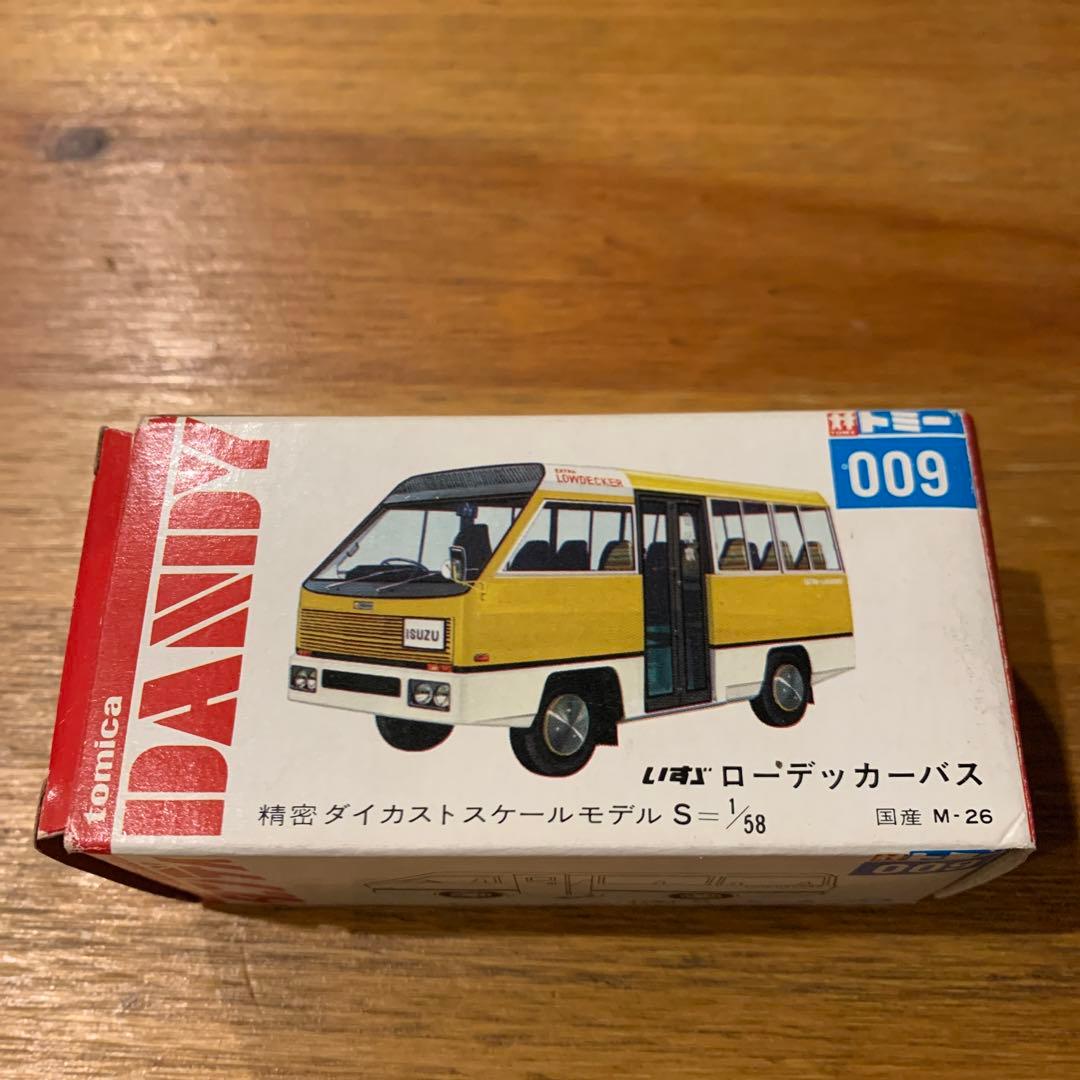 tomica
DANDY
トミー
009
EXTRA
LOWDECKER
ISUZU
いすゞ ローデッカーバス
精密ダイカストスケールモデル S=1/58
国産 M-26
009